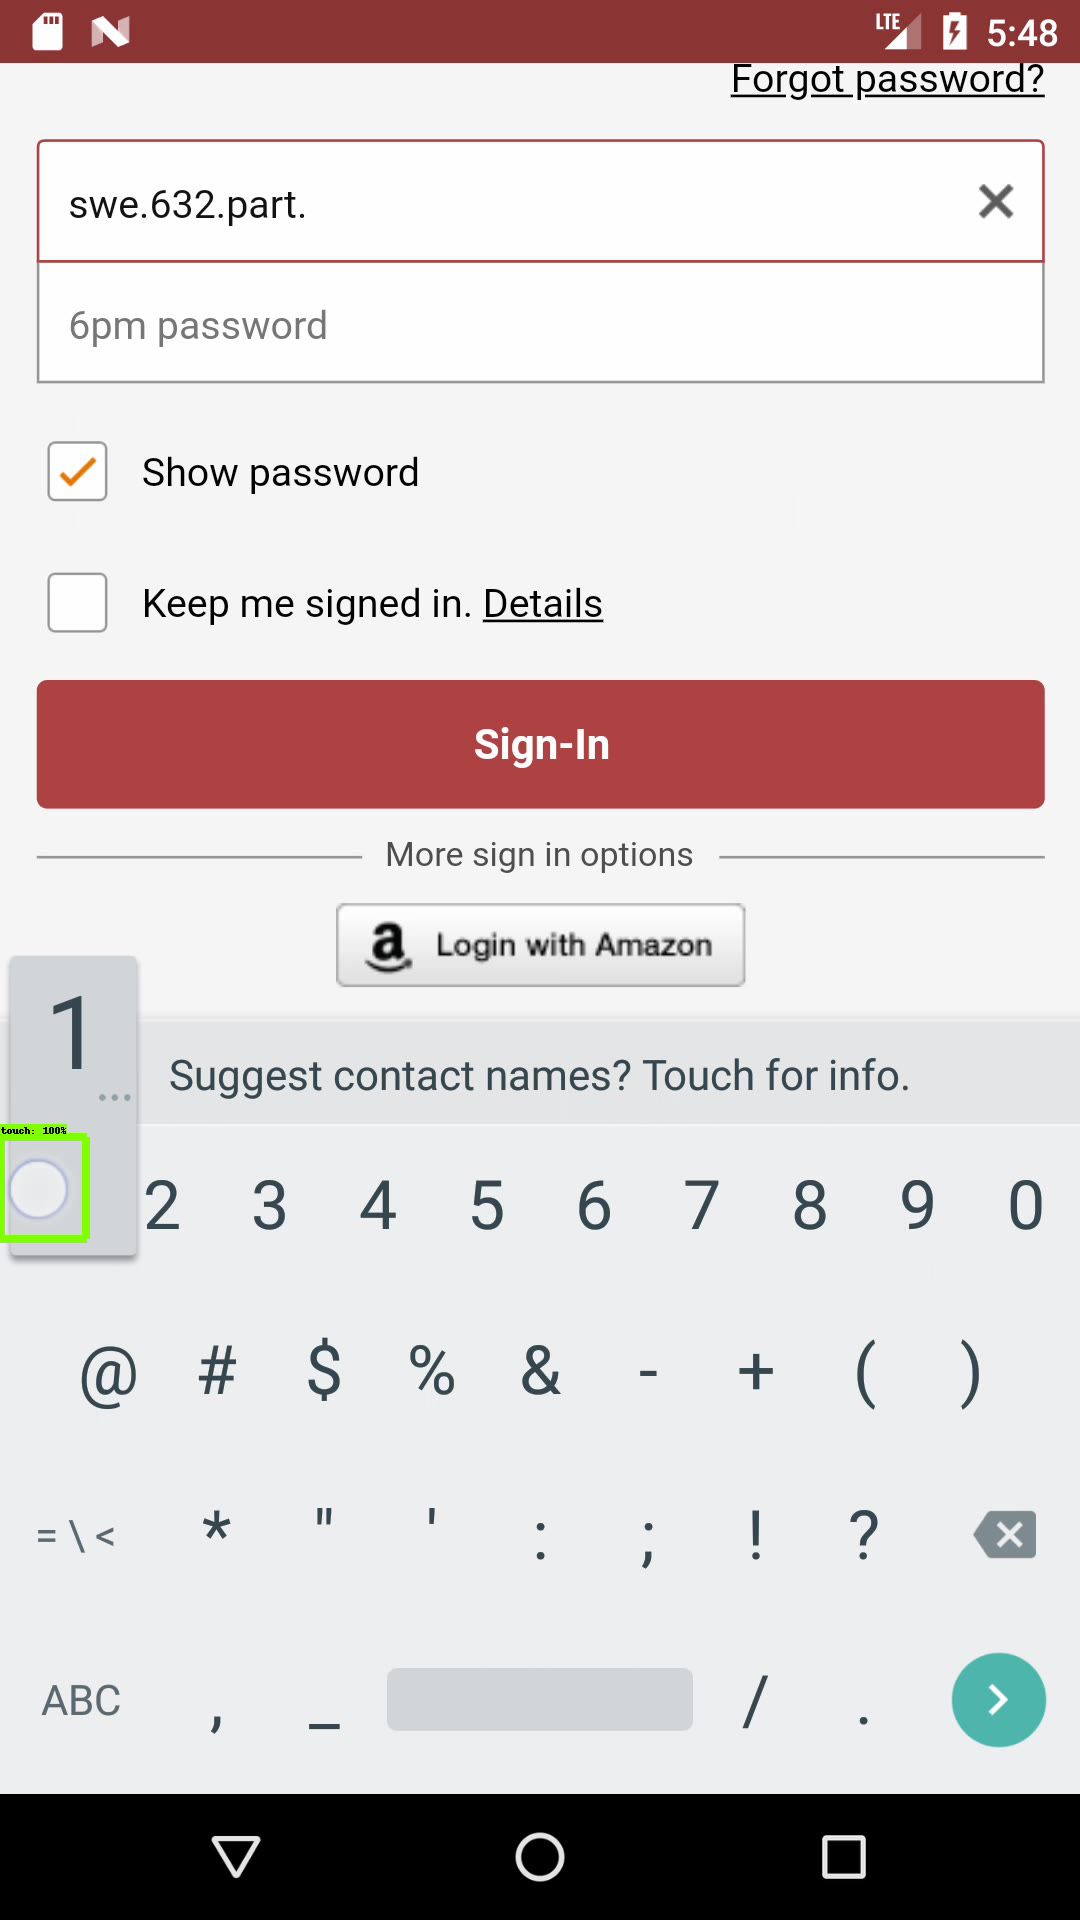 LTE 5:48
Forgot password?
swe.632.part.
6pm password
Show password
Keep me signed in. Details
Sign-In
More sign in options
a Login with Amazon
1
...
Suggest contact names? Touch for info.
touch: 100%
2 3 4 5 6 7 8 9 0
@ # $ % & - + ( )
= \ < * " ' : ; ! ?
ABC , _ / .